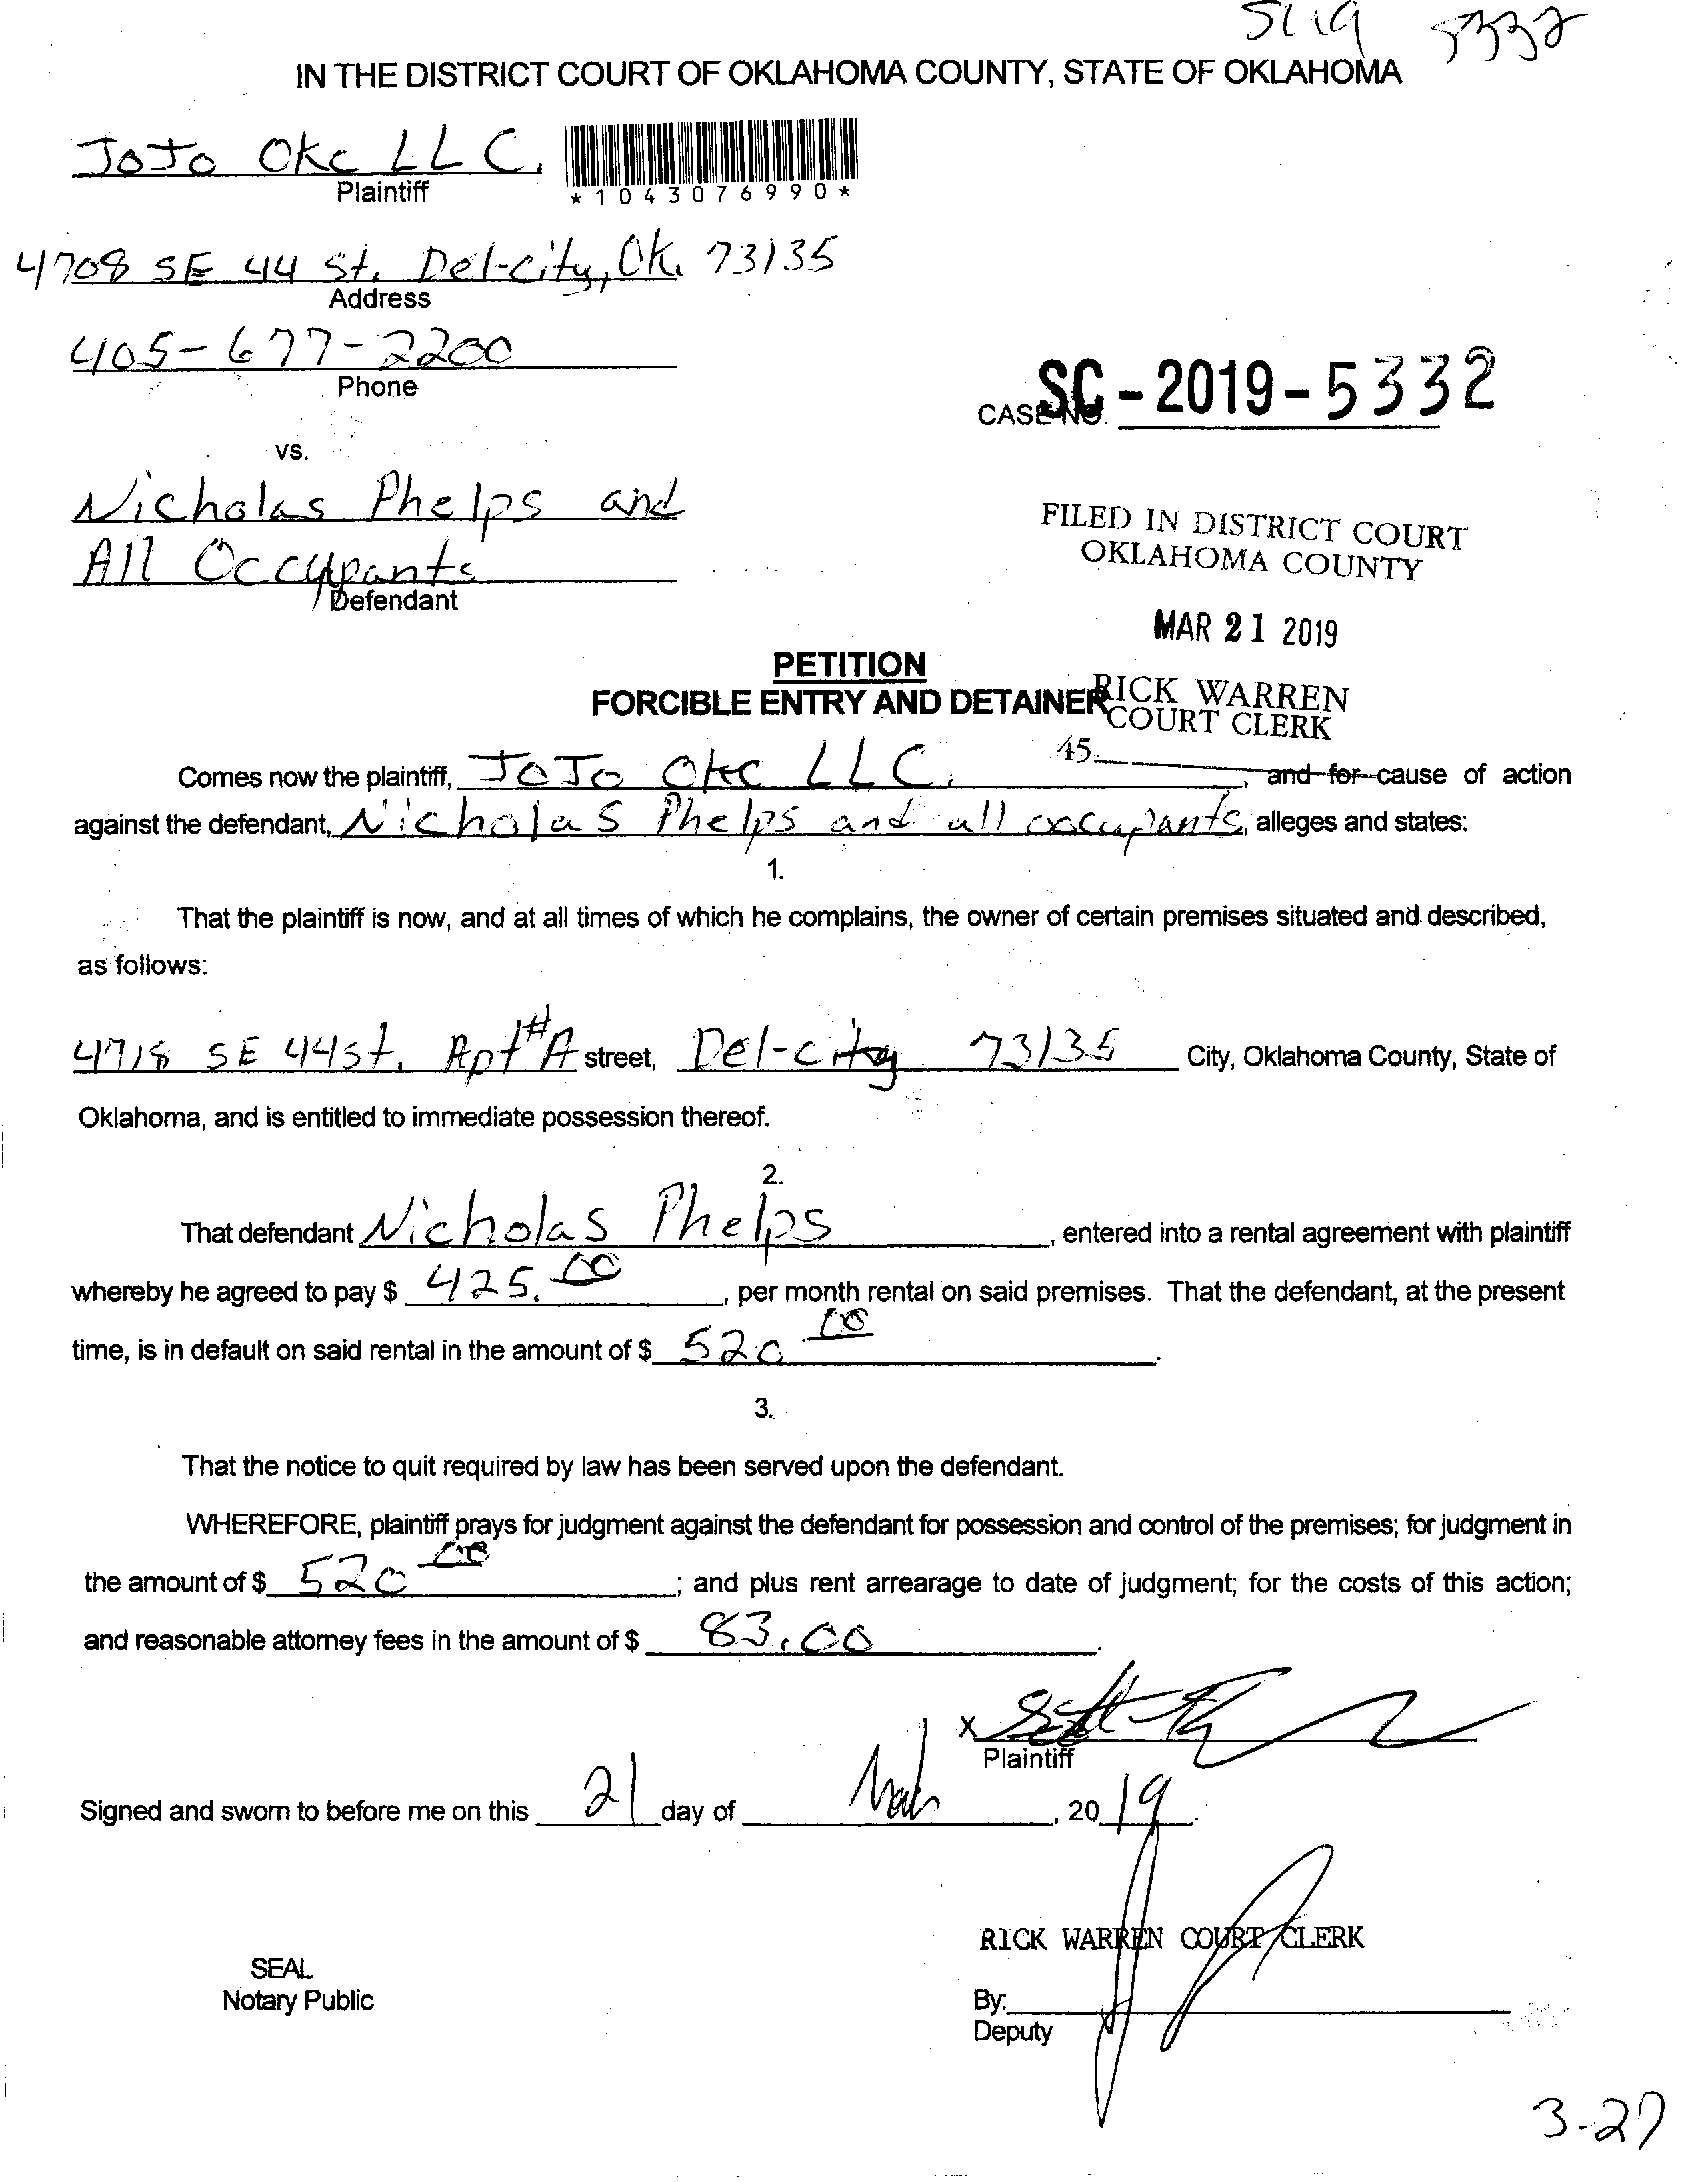 5332
IN THE DISTRICT COURT OF OKLAHOMA COUNTY, STATE OF OKLAHOMA
JoJo Okc LLC.
Plaintiff
*1043076990*
4708 SE 44 St. Del-city, Ok. 73135
Address
405-677-2200
Phone
CASE NO. SC-2019-5332
vs.
Nicholas Phelps and
All Occupants
Defendant
FILED IN DISTRICT COURT
OKLAHOMA COUNTY
MAR 21 2019
RICK WARREN
COURT CLERK
45
PETITION
FORCIBLE ENTRY AND DETAINER
Comes now the plaintiff, JoJo Okc LLC. , and for cause of action
against the defendant, Nicholas Phelps and all occupants, alleges and states:
1.
That the plaintiff is now, and at all times of which he complains, the owner of certain premises situated and described,
as follows:
4718 SE 44 st. Apt #A street, Del-city 73135 City, Oklahoma County, State of
Oklahoma, and is entitled to immediate possession thereof.
2.
That defendant Nicholas Phelps , entered into a rental agreement with plaintiff
whereby he agreed to pay $ 425.00 , per month rental on said premises. That the defendant, at the present
time, is in default on said rental in the amount of $ 520 00 .
3.
That the notice to quit required by law has been served upon the defendant.
WHEREFORE, plaintiff prays for judgment against the defendant for possession and control of the premises; for judgment in
the amount of $ 520 00 ; and plus rent arrearage to date of judgment; for the costs of this action;
and reasonable attorney fees in the amount of $ 83.00 .
X
Plaintiff
Signed and sworn to before me on this 21 day of , 20 19 .
RICK WARREN COURT CLERK
SEAL
Notary Public
By:
Deputy
3-27